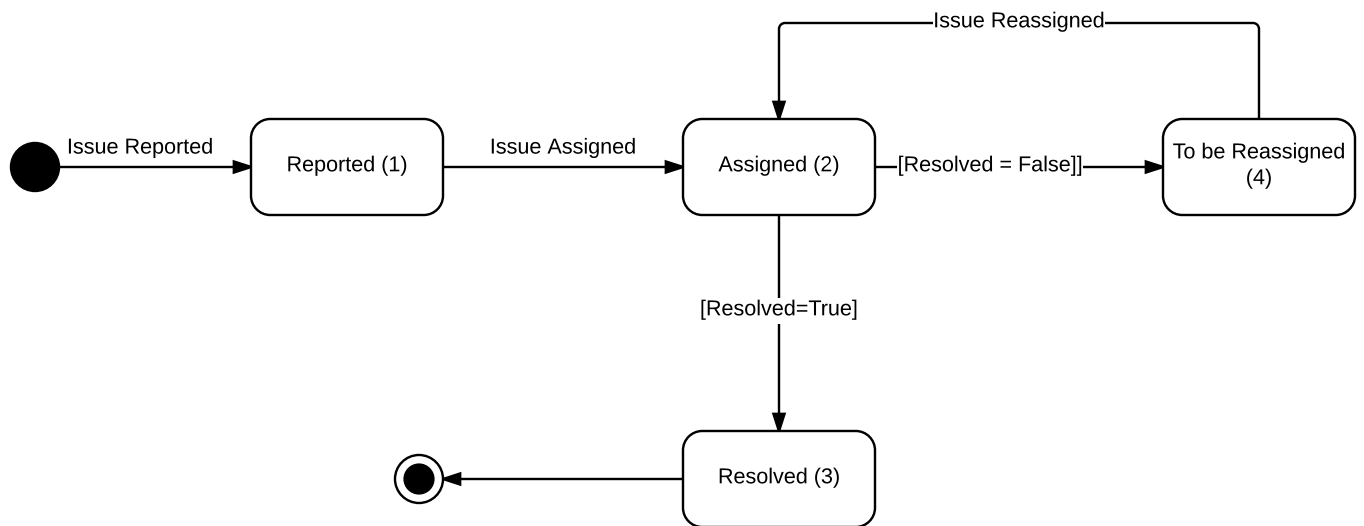 Issue Reassigned
Issue Reported
Reported (1)
Issue Assigned
Assigned (2)
[Resolved = False]]
To be Reassigned
(4)
[Resolved=True]
Resolved (3)